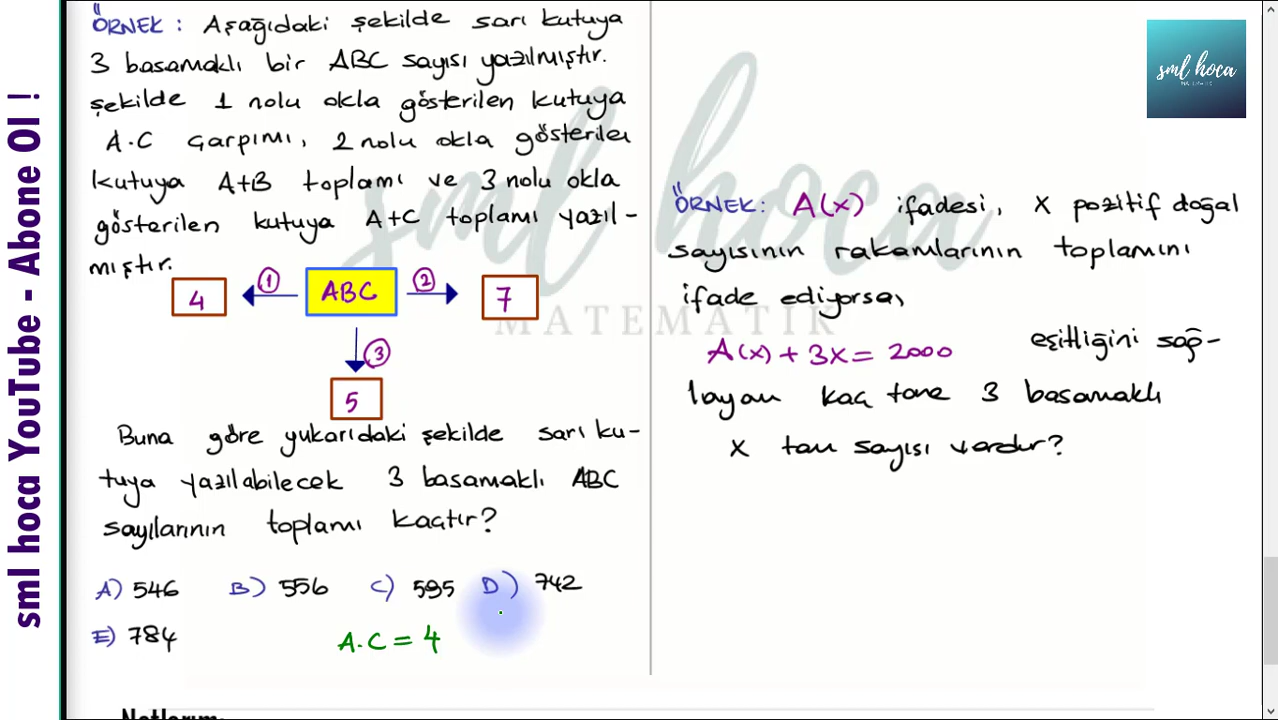 sml hoca YouTube - Abone Ol !
ÖRNEK : Aşağıdaki şekilde sarı kutuya
3 basamaklı bir ABC sayısı yazılmıştır.
Şekilde 1 nolu okla gösterilen kutuya
A.C çarpımı, 2 nolu okla gösterilen
kutuya A+B toplamı ve 3 nolu okla
gösterilen kutuya A+C toplamı yazıl-
mıştır.
4 1 ABC 2 7
3
5
Buna göre yukarıdaki şekilde sarı ku-
tuya yazılabilecek 3 basamaklı ABC
sayılarının toplamı kaçtır?
A) 546 B) 556 C) 595 D) 742
E) 784 A.C = 4
Notlarım:
sml hoca
MATEMATİK
sml hoca
MATEMATİK
ÖRNEK: A(x) ifadesi, x pozitif doğal
sayısının rakamlarının toplamını
ifade ediyorsa,
A(x) + 3x = 2000 eşitliğini sağ-
layan kaç tane 3 basamaklı
x tam sayısı vardır?